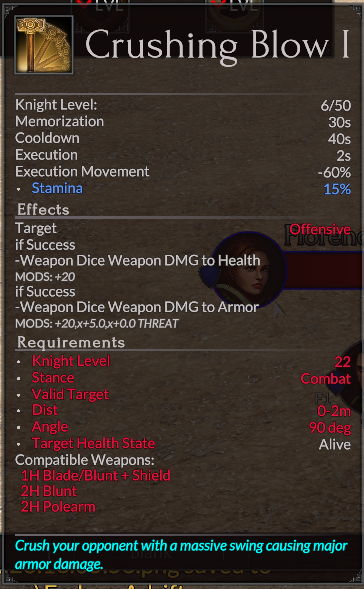 LVL
Crushing Blow I
Knight Level: 6/50
Memorization 30s
Cooldown 40s
Execution 2s
Execution Movement -60%
• Stamina 15%
Effects
Target Offensive
if Success
-Weapon Dice Weapon DMG to Health
MODS: +20
if Success
-Weapon Dice Weapon DMG to Armor
MODS: +20,x+5.0,x+0.0 THREAT
Requirements
• Knight Level 22
• Stance Combat
• Valid Target
• Dist 0-2m
• Angle 90 deg
• Target Health State Alive
Compatible Weapons:
1H Blade/Blunt + Shield
2H Blunt
2H Polearm
Crush your opponent with a massive swing causing major
armor damage.
saved to